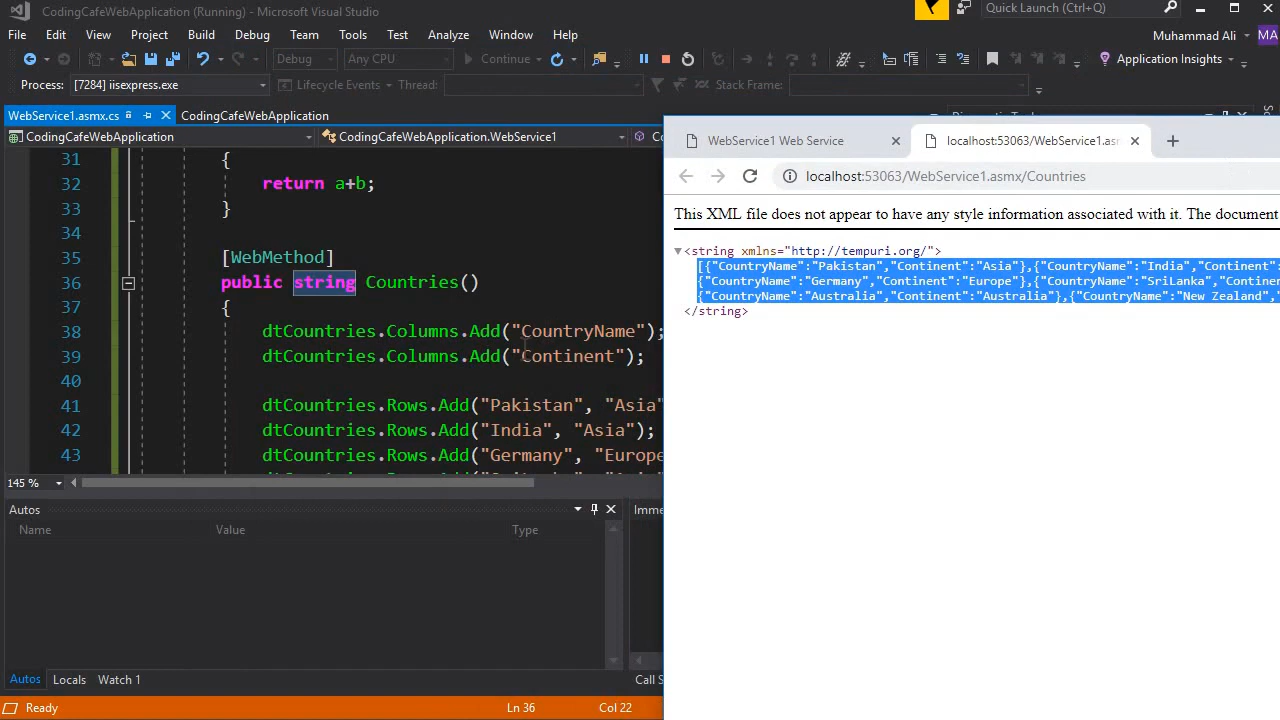 CodingCafeWebApplication (Running) - Microsoft Visual Studio
Quick Launch (Ctrl+Q)
File Edit View Project Build Debug Team Tools Test Analyze Window Help
Muhammad Ali MA
Debug Any CPU Continue Application Insights
Process: [7284] iisexpress.exe Lifecycle Events Thread: Stack Frame:
WebService1.asmx.cs CodingCafeWebApplication
CodingCafeWebApplication CodingCafeWebApplication.WebService1
31 {
32 return a+b;
33 }
34
35 [WebMethod]
36 public string Countries()
37 {
38 dtCountries.Columns.Add("CountryName");
39 dtCountries.Columns.Add("Continent");
40
41 dtCountries.Rows.Add("Pakistan", "Asia"
42 dtCountries.Rows.Add("India", "Asia");
43 dtCountries.Rows.Add("Germany", "Europe
145 %
Autos
Name Value Type
Autos Locals Watch 1
Imme
Call S
Ready Ln 36 Col 22
WebService1 Web Service localhost:53063/WebService1.asm
localhost:53063/WebService1.asmx/Countries
This XML file does not appear to have any style information associated with it. The document
<string xmlns="http://tempuri.org/">
[{"CountryName":"Pakistan","Continent":"Asia"},{"CountryName":"India","Continent":
{"CountryName":"Germany","Continent":"Europe"},{"CountryName":"SriLanka","Contine
{"CountryName":"Australia","Continent":"Australia"},{"CountryName":"New Zealand","
</string>